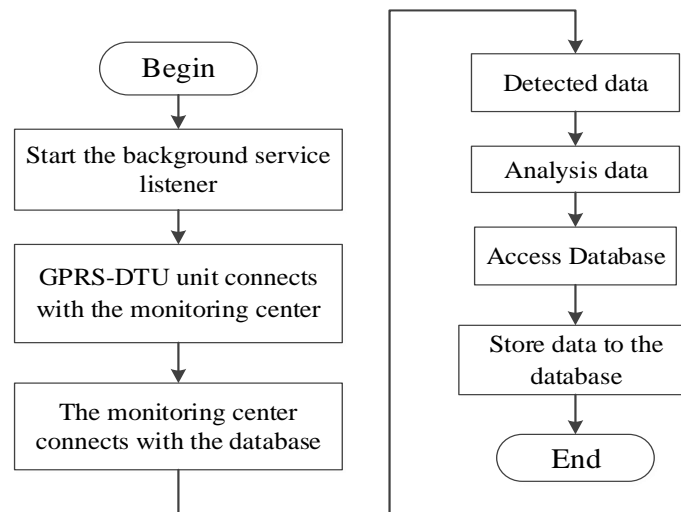 Begin
Start the background service
listener
GPRS-DTU unit connects
with the monitoring center
The monitoring center
connects with the database
Detected data
Analysis data
Access Database
Store data to the
database
End